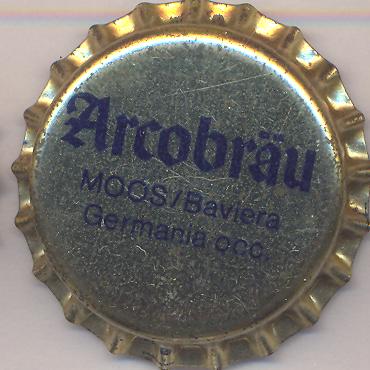 Arcobräu
MOOS/Baviera
Germania occ.